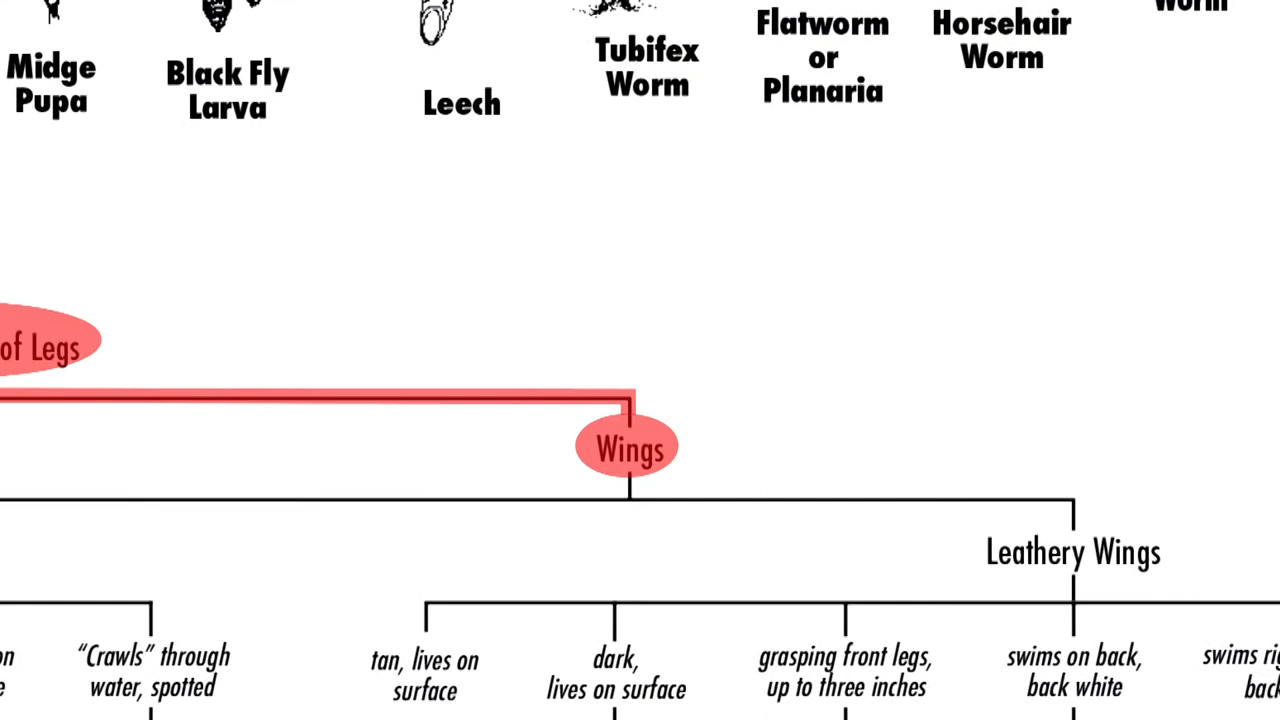 Worm
Midge
Pupa
Black Fly
Larva
Leech
Tubifex
Worm
Flatworm
or
Planaria
Horsehair
Worm
of Legs
Wings
Leathery Wings
on
"Crawls" through
water, spotted
tan, lives on
surface
dark,
lives on surface
grasping front legs,
up to three inches
swims on back,
back white
swims
back